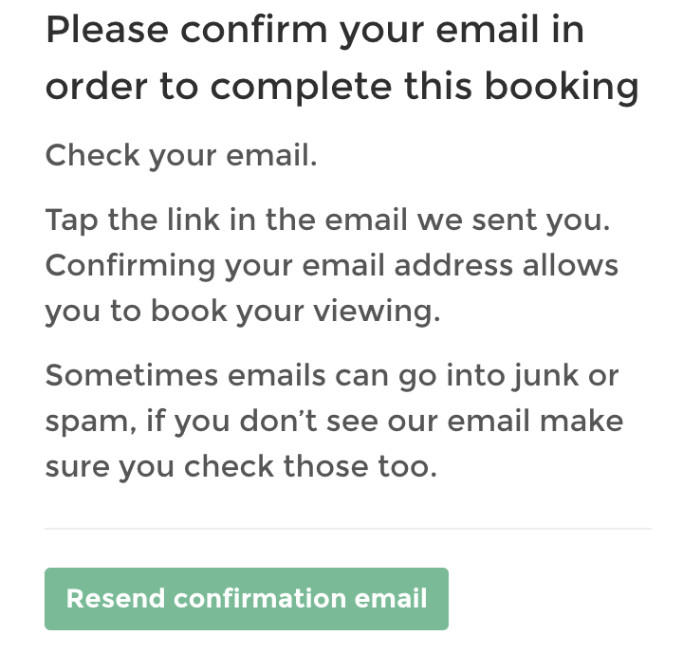 Please confirm your email in
order to complete this booking
Check your email.
Tap the link in the email we sent you.
Confirming your email address allows
you to book your viewing.
Sometimes emails can go into junk or
spam, if you don’t see our email make
sure you check those too.
Resend confirmation email